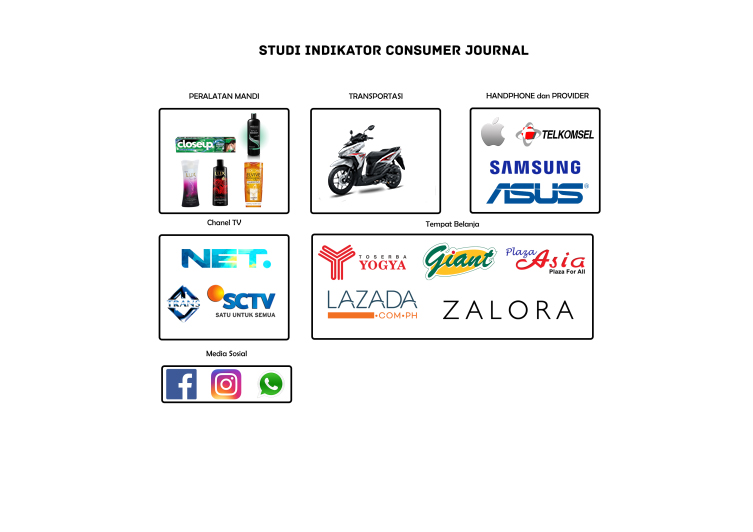 STUDI INDIKATOR CONSUMER JOURNAL
PERALATAN MANDI
TRANSPORTASI
HANDPHONE dan PROVIDER
closeup
LUX
LUX
TELKOMSEL
SAMSUNG
ASUS
Chanel TV
Tempat Belanja
NET.
TRANS
SCTV
SATU UNTUK SEMUA
TOSERBA
YOGYA
Giant
Plaza
Asia
Plaza For All
LAZADA
.COM.PH
ZALORA
Media Sosial